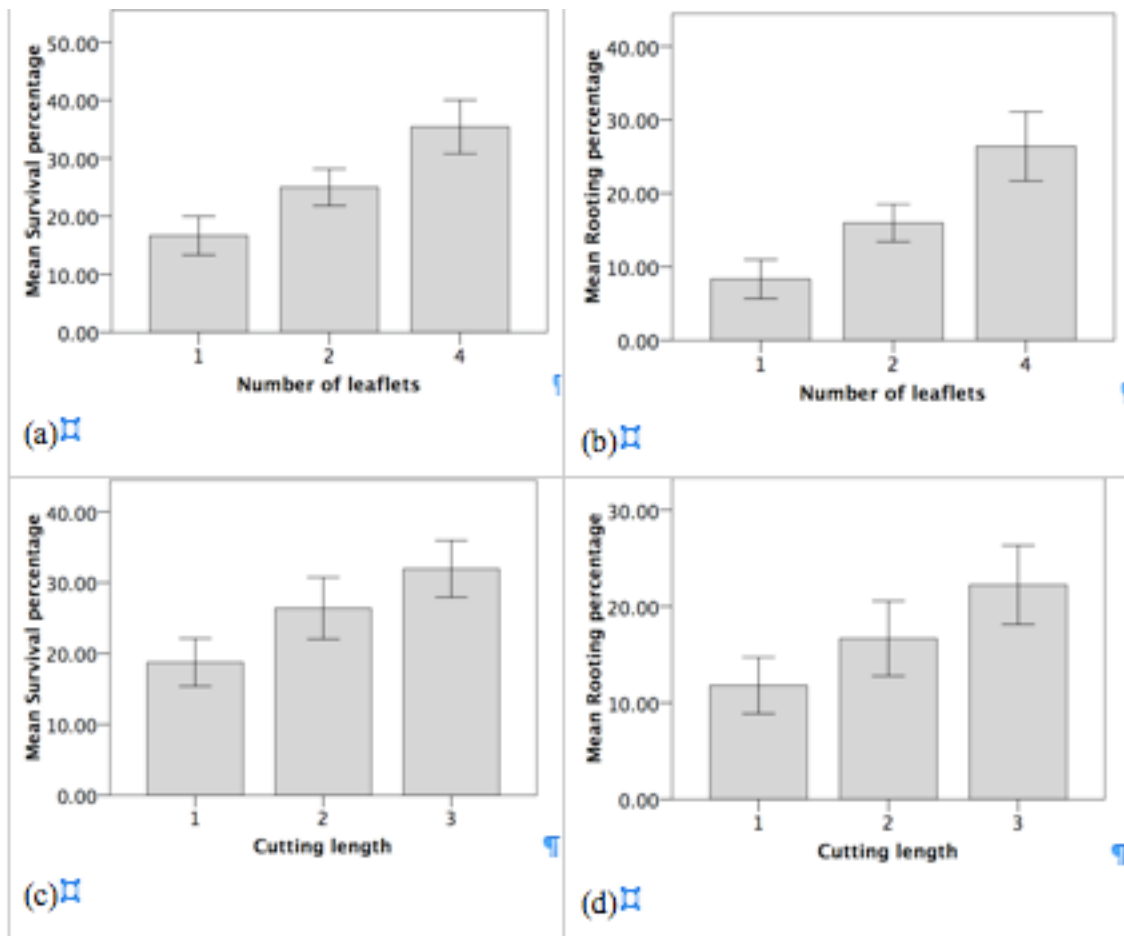 Mean Survival percentage
50.00
40.00
30.00
20.00
10.00
0.00
1 2 4
Number of leaflets ¶
(a)¤
Mean Rooting percentage
40.00
30.00
20.00
10.00
0.00
1 2 4
Number of leaflets ¶
(b)¤
Mean Survival percentage
40.00
30.00
20.00
10.00
0.00
1 2 3
Cutting length ¶
(c)¤
Mean Rooting percentage
30.00
20.00
10.00
0.00
1 2 3
Cutting length ¶
(d)¤